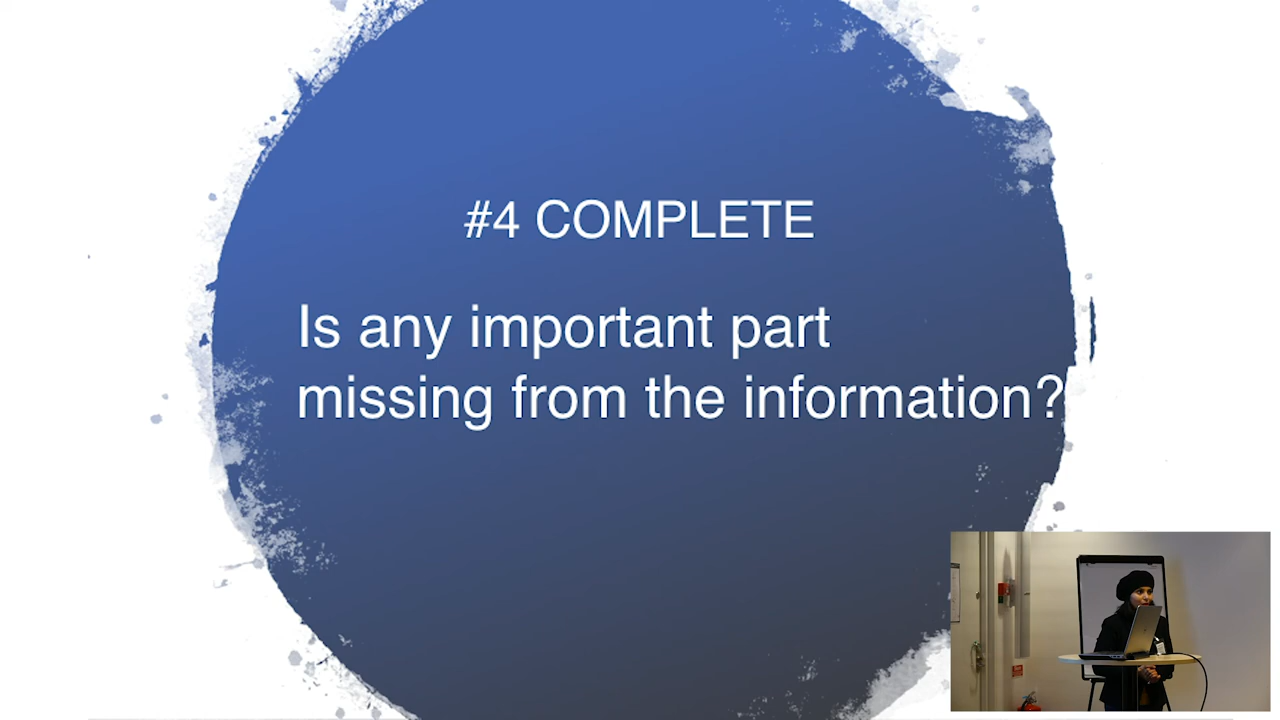 #4 COMPLETE
Is any important part
missing from the information?